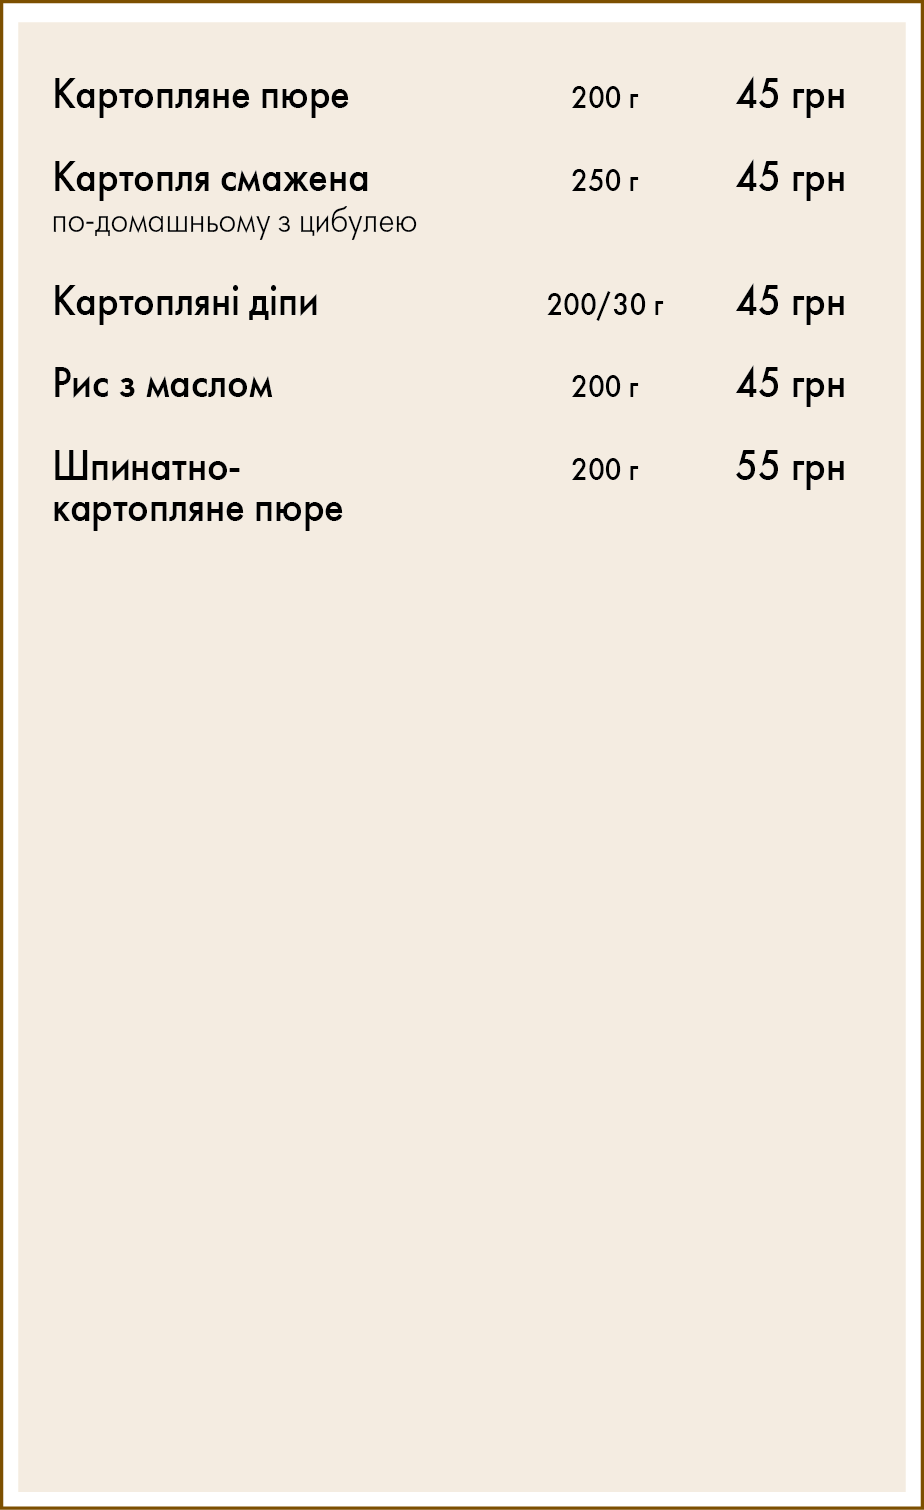 Картопляне пюре 200 г 45 грн
Картопля смажена 250 г 45 грн
по-домашньому з цибулею
Картопляні діпи 200/30 г 45 грн
Рис з маслом 200 г 45 грн
Шпинатно- 200 г 55 грн
картопляне пюре